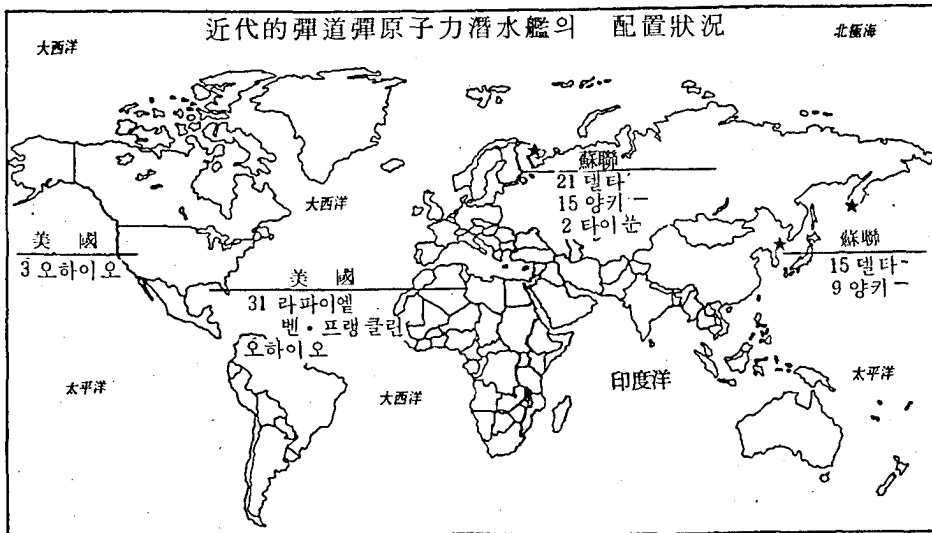 近代的彈道彈原子力潛水艦의 配置狀況
大西洋
北極海
蘇聯
21 델타
15 양키-
2 타이푼
大西洋
美 國
3 오하이오
蘇聯
15 델타-
9 양키-
美 國
31 라파이엩
벤·프랭클린
오하이오
太平洋
大西洋
印度洋
太平洋